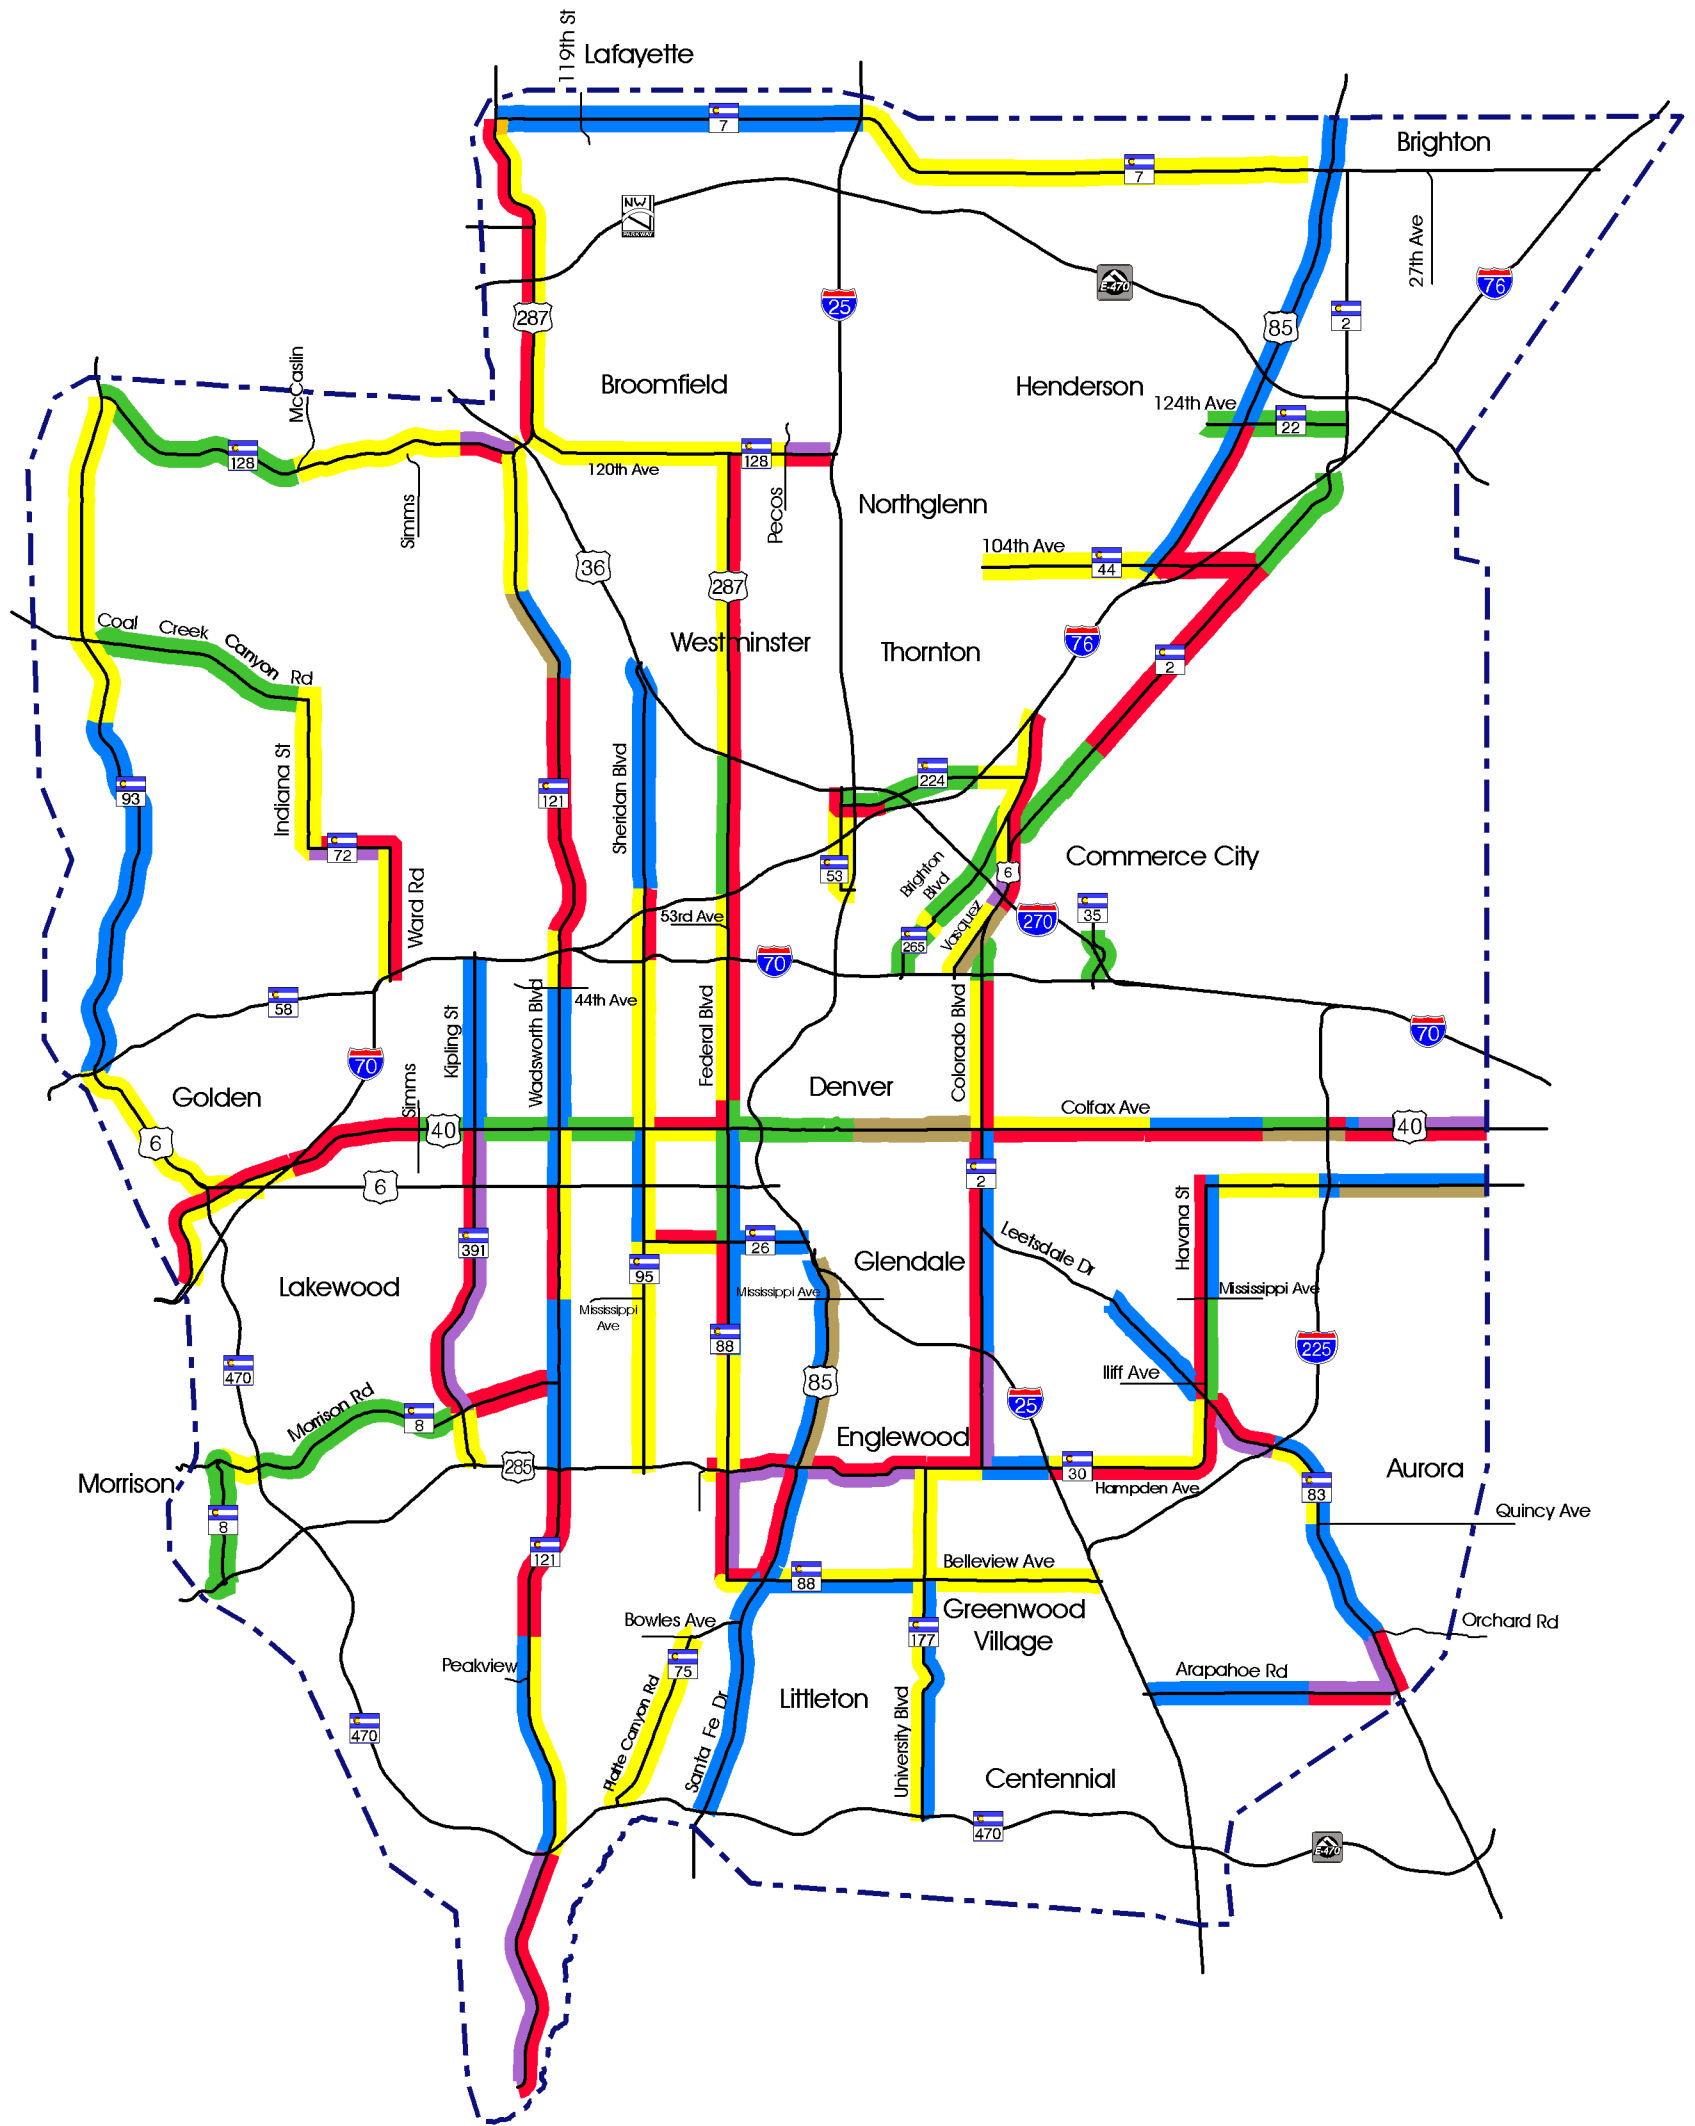 119th St
Lafayette
7
Brighton
7
NW
PARKWAY
27th Ave
E-470
76
25
287
85
2
McCaslin
Broomfield
Henderson
124th Ave
22
128
128
120th Ave
Simms
Pecos
Northglenn
104th Ave
44
36
287
Coal Creek Canyon Rd
Westminster
Thornton
76
2
Indiana St
93
121
Sheridan Blvd
224
72
53
Brighton
Blvd
6
Commerce City
Ward Rd
53rd Ave
265
Vasquez
270
35
70
58
44th Ave
Kipling St
Wadsworth Blvd
Federal Blvd
Colorado Blvd
70
70
Golden
Simms
Denver
Colfax Ave
6
40
40
6
2
391
26
Leetsdale Dr
Havana St
Glendale
Lakewood
95
Mississippi
Ave
Mississippi Ave
Mississippi Ave
88
225
470
85
Iliff Ave
25
Morrison Rd
8
Englewood
285
30
Hampden Ave
Morrison
Aurora
83
8
Quincy Ave
121
Belleview Ave
88
Greenwood
Village
Bowles Ave
177
Orchard Rd
75
Peakview
Arapahoe Rd
Platte Canyon Rd
Santa Fe Dr
Littleton
University Blvd
470
Centennial
470
E-470